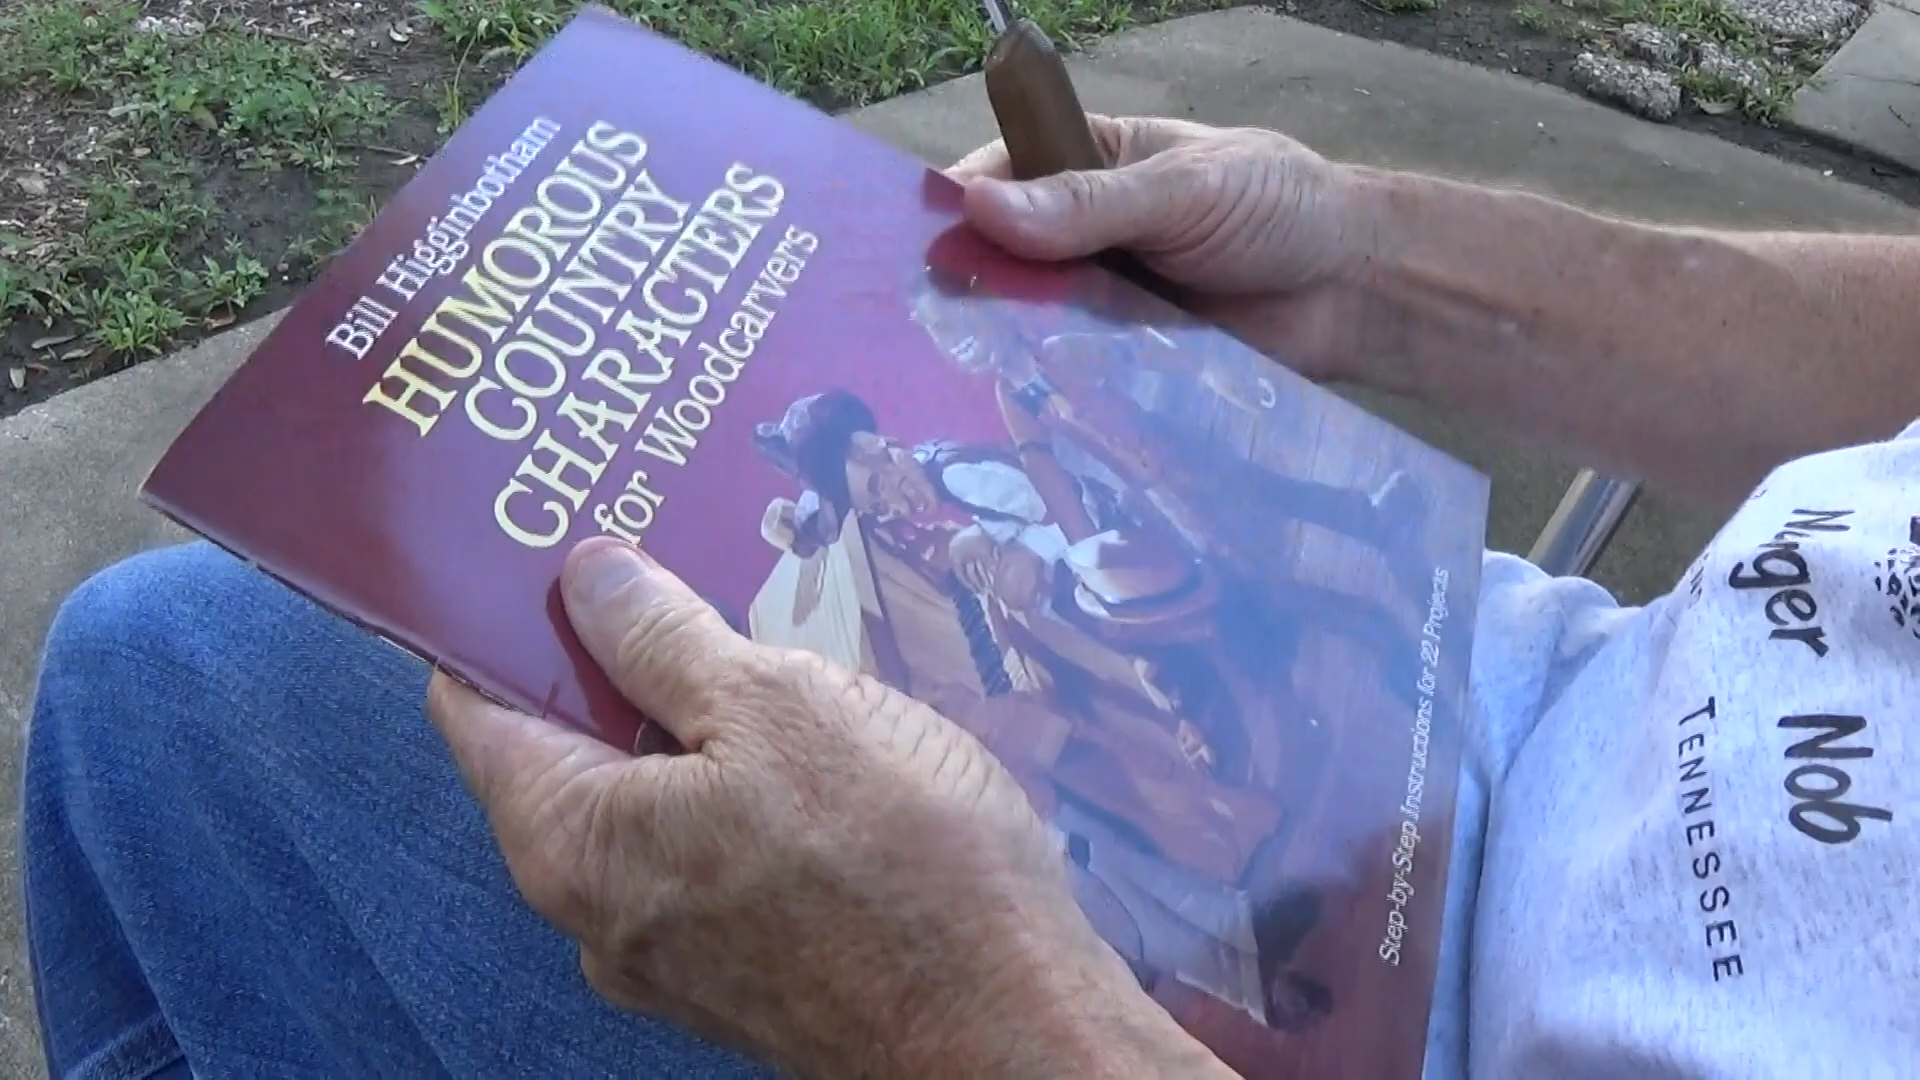 Bill Higginbotham
HUMOROUS
COUNTRY
CHARACTERS
for Woodcarvers
Step-by-Step Instructions for 22 Projects
Nob
TENNESSEE